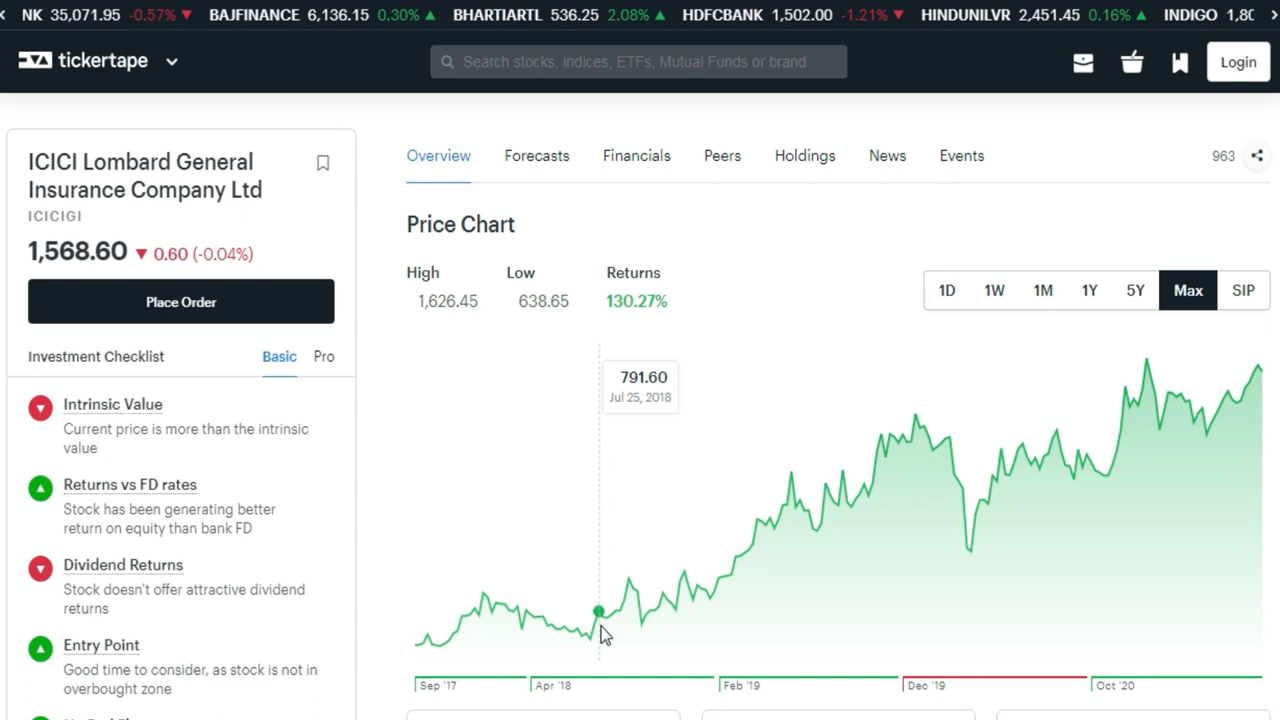 NK 35,071.95 -0.57% ▼ BAJFINANCE 6,136.15 0.30% ▲ BHARTIARTL 536.25 2.08% ▲ HDFCBANK 1,502.00 -1.21% ▼ HINDUNILVR 2,451.45 0.16% ▲ INDIGO
tickertape
Search stocks, indices, ETFs, Mutual Funds or brand
Login
ICICI Lombard General
Insurance Company Ltd
ICICIGI
1,568.60 ▼ 0.60 (-0.04%)
Place Order
Investment Checklist Basic Pro
Intrinsic Value
Current price is more than the intrinsic
value
Returns vs FD rates
Stock has been generating better
return on equity than bank FD
Dividend Returns
Stock doesn't offer attractive dividend
returns
Entry Point
Good time to consider, as stock is not in
overbought zone
Overview Forecasts Financials Peers Holdings News Events 963
Price Chart
High Low Returns
1,626.45 638.65 130.27%
1D 1W 1M 1Y 5Y Max SIP
791.60
Jul 25, 2018
Sep '17 Apr '18 Feb '19 Dec '19 Oct '20